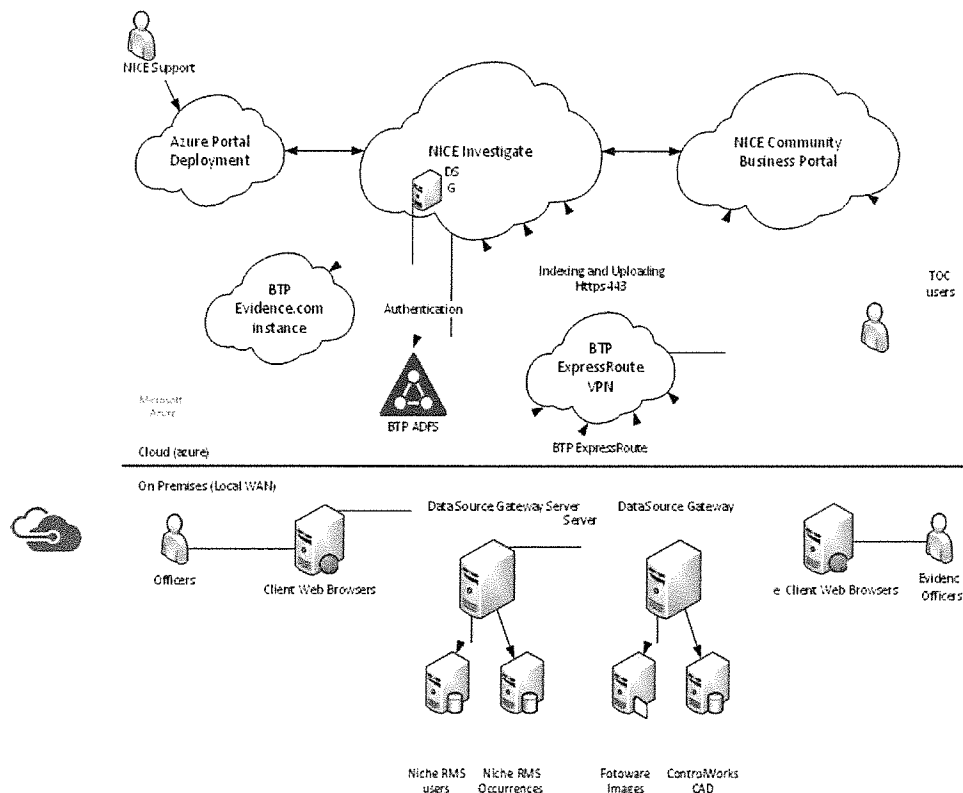 NICE Support
Azure Portal
Deployment
NICE Investigate
DS
G
NICE Community
Business Portal
BTP
Evidence.com
instance
Authentication
Indexing and Uploading
Https 443
TOC
users
BTP
ExpressRoute
VPN
Microsoft
Azure
BTP ADFS
BTP ExpressRoute
Cloud (azure)
On Premises (Local WAN)
DataSource Gateway Server
Server
DataSource Gateway
Officers
Client Web Browsers
e Client Web Browsers
Evidenc
Officers
Niche RMS
users
Niche RMS
Occurrences
Fotoware
Images
ControlWorks
CAD